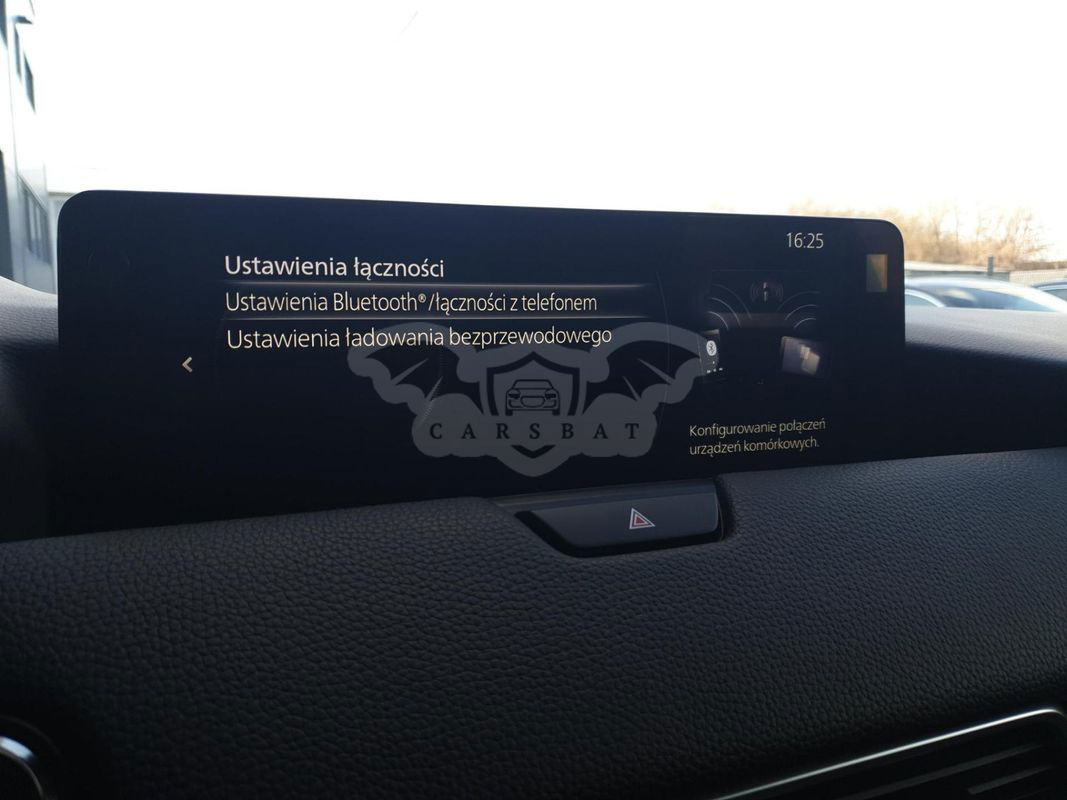 16:25
Ustawienia łączności
Ustawienia Bluetooth®/łączności z telefonem
Ustawienia ładowania bezprzewodowego
CARSBAT
Konfigurowanie połączeń
urządzeń komórkowych.